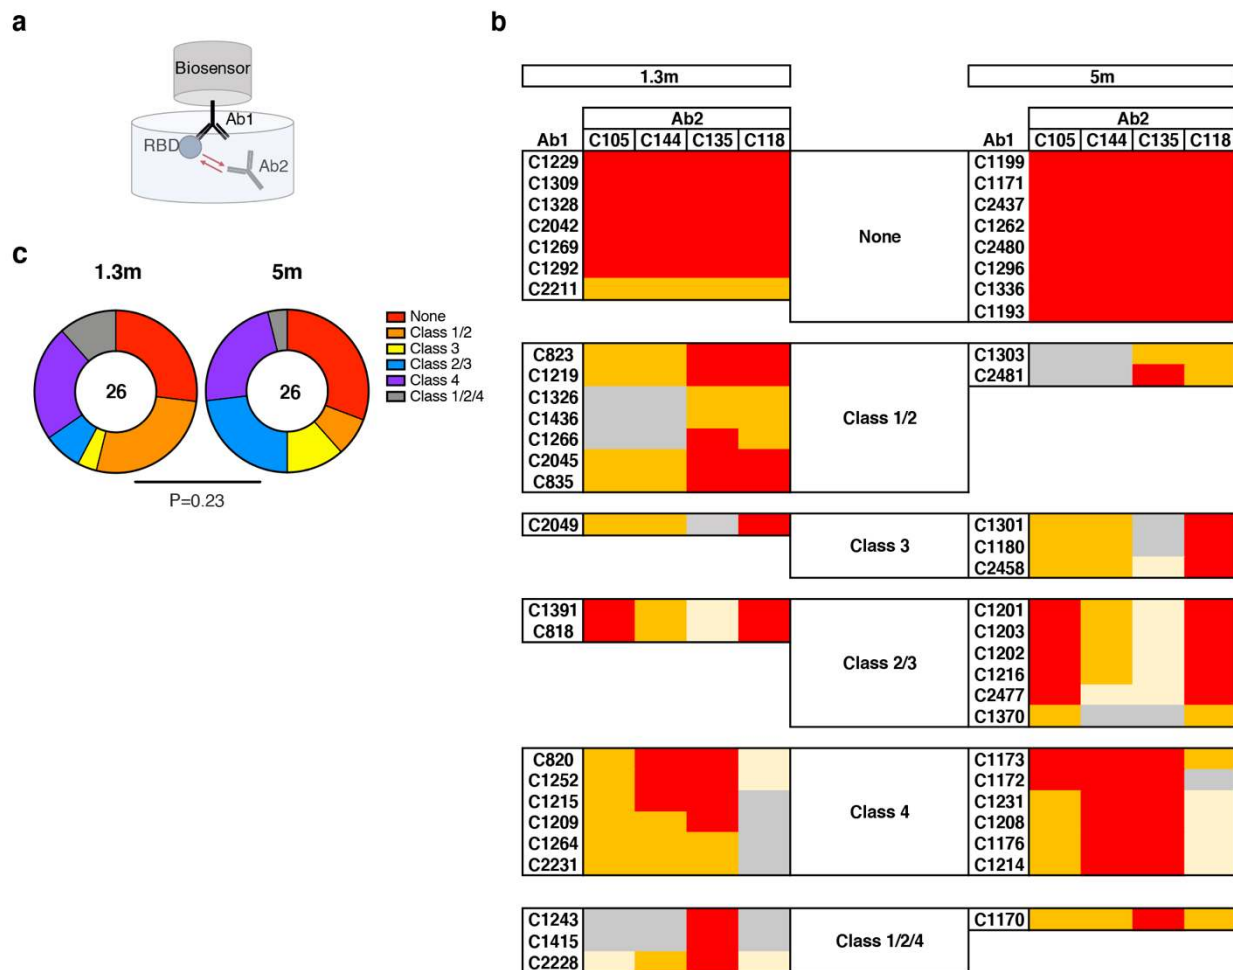 a
Biosensor
Ab1
RBD
Ab2
b
1.3m
5m
Ab2
Ab2
Ab1 C105 C144 C135 C118
Ab1 C105 C144 C135 C118
C1229
C1309
C1328
C2042
C1269
C1292
C2211
None
C1199
C1171
C2437
C1262
C2480
C1296
C1336
C1193
C823
C1219
C1326
C1436
C1266
C2045
C835
Class 1/2
C1303
C2481
C2049
Class 3
C1301
C1180
C2458
C1391
C818
Class 2/3
C1201
C1203
C1202
C1216
C2477
C1370
C820
C1252
C1215
C1209
C1264
C2231
Class 4
C1173
C1172
C1231
C1208
C1176
C1214
C1243
C1415
C2228
Class 1/2/4
C1170
c
1.3m
5m
26
26
None
Class 1/2
Class 3
Class 2/3
Class 4
Class 1/2/4
P=0.23